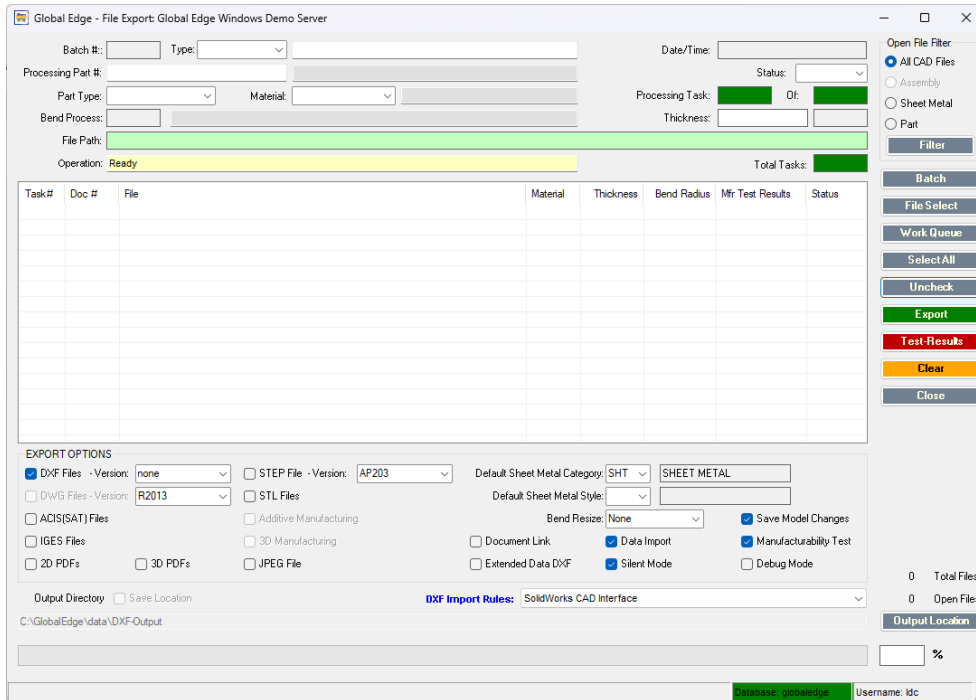 Global Edge - File Export: Global Edge Windows Demo Server
Batch #:: Type: Date/Time: Open File Filter
Processing Part #: Status: All CAD Files
Assembly
Part Type: Material: Processing Task: Of: Sheet Metal
Bend Process: Thickness: Part
File Path: Filter
Operation: Ready Total Tasks:
Batch
Task# Doc # File Material Thickness Bend Radius Mfr Test Results Status
File Select
Work Queue
Select All
Uncheck
Export
Test-Results
Clear
Close
EXPORT OPTIONS
DXF Files - Version: none STEP File - Version: AP203 Default Sheet Metal Category: SHT SHEET METAL
DWG Files - Version: R2013 STL Files Default Sheet Metal Style:
ACIS(SAT) Files Additive Manufacturing Bend Resize: None Save Model Changes
IGES Files 3D Manufacturing Document Link Data Import Manufacturability Test
2D PDFs 3D PDFs JPEG File Extended Data DXF Silent Mode Debug Mode
0 Total Files
Output Directory Save Location DXF Import Rules: SolidWorks CAD Interface 0 Open File
C:\GlobalEdge\data\DXF-Output Output Location
%
Database: globaledge Username: ldc